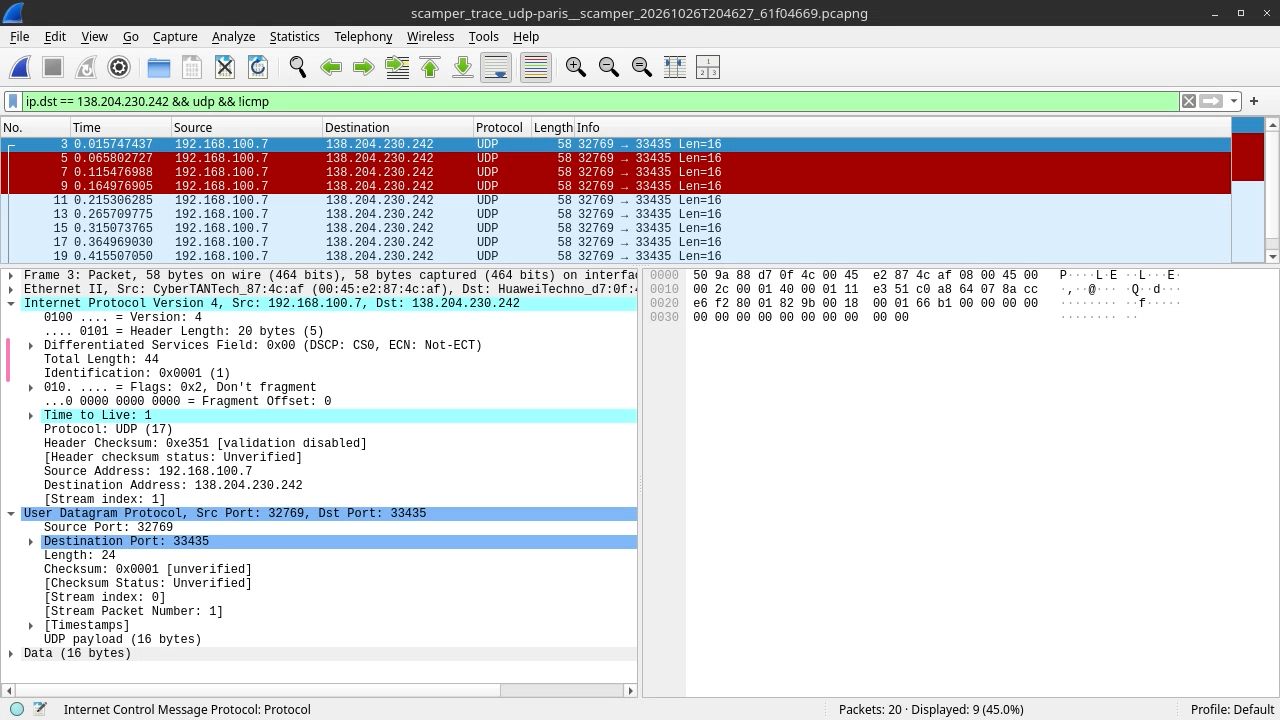 scamper_trace_udp-paris__scamper_20261026T204627_61f04669.pcapng
File Edit View Go Capture Analyze Statistics Telephony Wireless Tools Help
ip.dst == 138.204.230.242 && udp && !icmp
No. Time Source Destination Protocol Length Info
3 0.015747437 192.168.100.7 138.204.230.242 UDP 58 32769 → 33435 Len=16
5 0.065802727 192.168.100.7 138.204.230.242 UDP 58 32769 → 33435 Len=16
7 0.115476988 192.168.100.7 138.204.230.242 UDP 58 32769 → 33435 Len=16
9 0.164976905 192.168.100.7 138.204.230.242 UDP 58 32769 → 33435 Len=16
11 0.215306285 192.168.100.7 138.204.230.242 UDP 58 32769 → 33435 Len=16
13 0.265709775 192.168.100.7 138.204.230.242 UDP 58 32769 → 33435 Len=16
15 0.315073765 192.168.100.7 138.204.230.242 UDP 58 32769 → 33435 Len=16
17 0.364969030 192.168.100.7 138.204.230.242 UDP 58 32769 → 33435 Len=16
19 0.415507050 192.168.100.7 138.204.230.242 UDP 58 32769 → 33435 Len=16
Frame 3: Packet, 58 bytes on wire (464 bits), 58 bytes captured (464 bits) on interfac
Ethernet II, Src: CyberTANTech_87:4c:af (00:45:e2:87:4c:af), Dst: HuaweiTechno_d7:0f:4
Internet Protocol Version 4, Src: 192.168.100.7, Dst: 138.204.230.242
0100 .... = Version: 4
.... 0101 = Header Length: 20 bytes (5)
Differentiated Services Field: 0x00 (DSCP: CS0, ECN: Not-ECT)
Total Length: 44
Identification: 0x0001 (1)
010. .... = Flags: 0x2, Don't fragment
...0 0000 0000 0000 = Fragment Offset: 0
Time to Live: 1
Protocol: UDP (17)
Header Checksum: 0xe351 [validation disabled]
[Header checksum status: Unverified]
Source Address: 192.168.100.7
Destination Address: 138.204.230.242
[Stream index: 1]
User Datagram Protocol, Src Port: 32769, Dst Port: 33435
Source Port: 32769
Destination Port: 33435
Length: 24
Checksum: 0x0001 [unverified]
[Checksum Status: Unverified]
[Stream index: 0]
[Stream Packet Number: 1]
[Timestamps]
UDP payload (16 bytes)
Data (16 bytes)
0000 50 9a 88 d7 0f 4c 00 45 e2 87 4c af 08 00 45 00 P····L·E ··L···E·
0010 00 2c 00 01 40 00 01 11 e3 51 c0 a8 64 07 8a cc ·,··@··· ·Q··d···
0020 e6 f2 80 01 82 9b 00 18 00 01 66 b1 00 00 00 00 ········ ··f·····
0030 00 00 00 00 00 00 00 00 00 00 ········ ··
Internet Control Message Protocol: Protocol
Packets: 20 · Displayed: 9 (45.0%)
Profile: Default